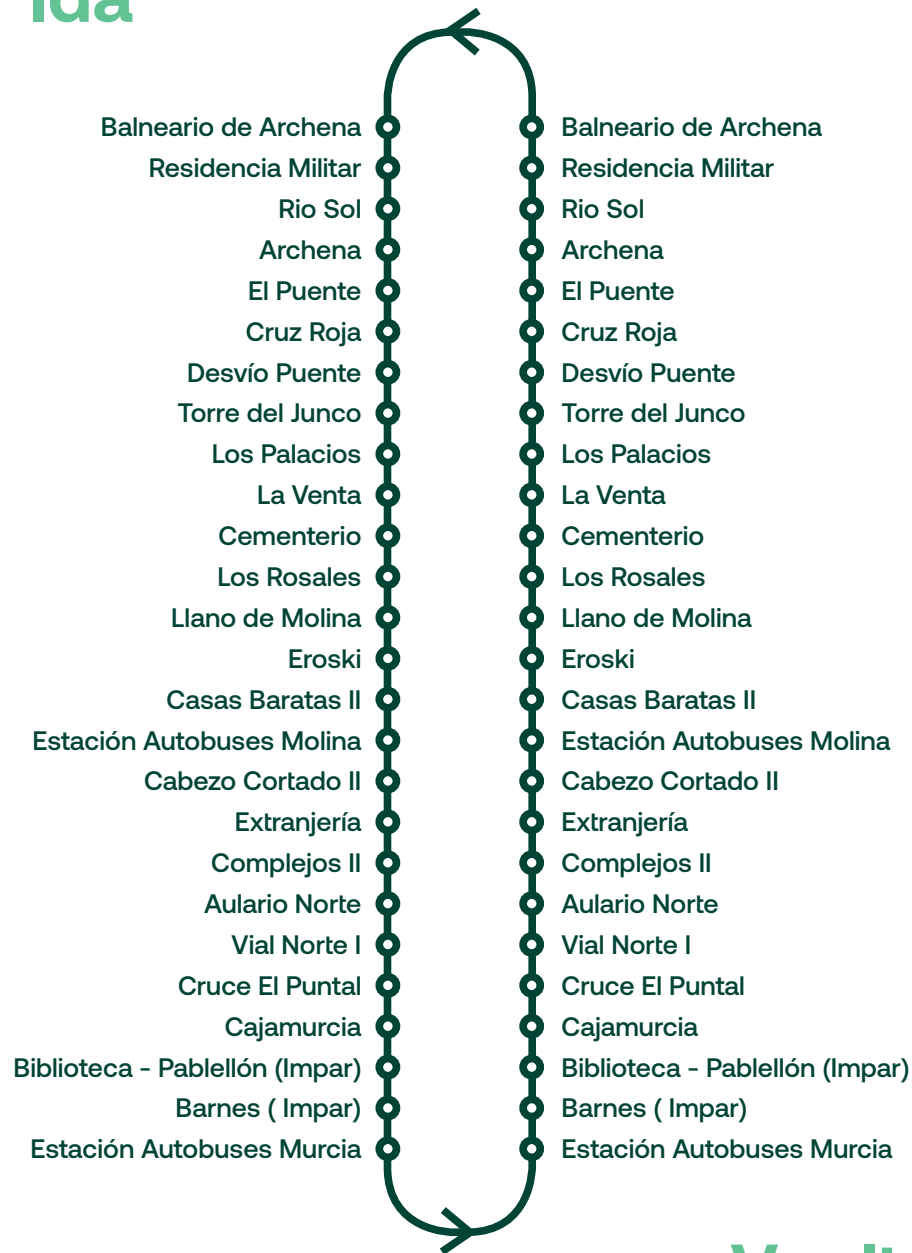 Ida
Balneario de Archena
Residencia Militar
Rio Sol
Archena
El Puente
Cruz Roja
Desvío Puente
Torre del Junco
Los Palacios
La Venta
Cementerio
Los Rosales
Llano de Molina
Eroski
Casas Baratas II
Estación Autobuses Molina
Cabezo Cortado II
Extranjería
Complejos II
Aulario Norte
Vial Norte I
Cruce El Puntal
Cajamurcia
Biblioteca - Pablellón (Impar)
Barnes ( Impar)
Estación Autobuses Murcia
Balneario de Archena
Residencia Militar
Rio Sol
Archena
El Puente
Cruz Roja
Desvío Puente
Torre del Junco
Los Palacios
La Venta
Cementerio
Los Rosales
Llano de Molina
Eroski
Casas Baratas II
Estación Autobuses Molina
Cabezo Cortado II
Extranjería
Complejos II
Aulario Norte
Vial Norte I
Cruce El Puntal
Cajamurcia
Biblioteca - Pablellón (Impar)
Barnes ( Impar)
Estación Autobuses Murcia